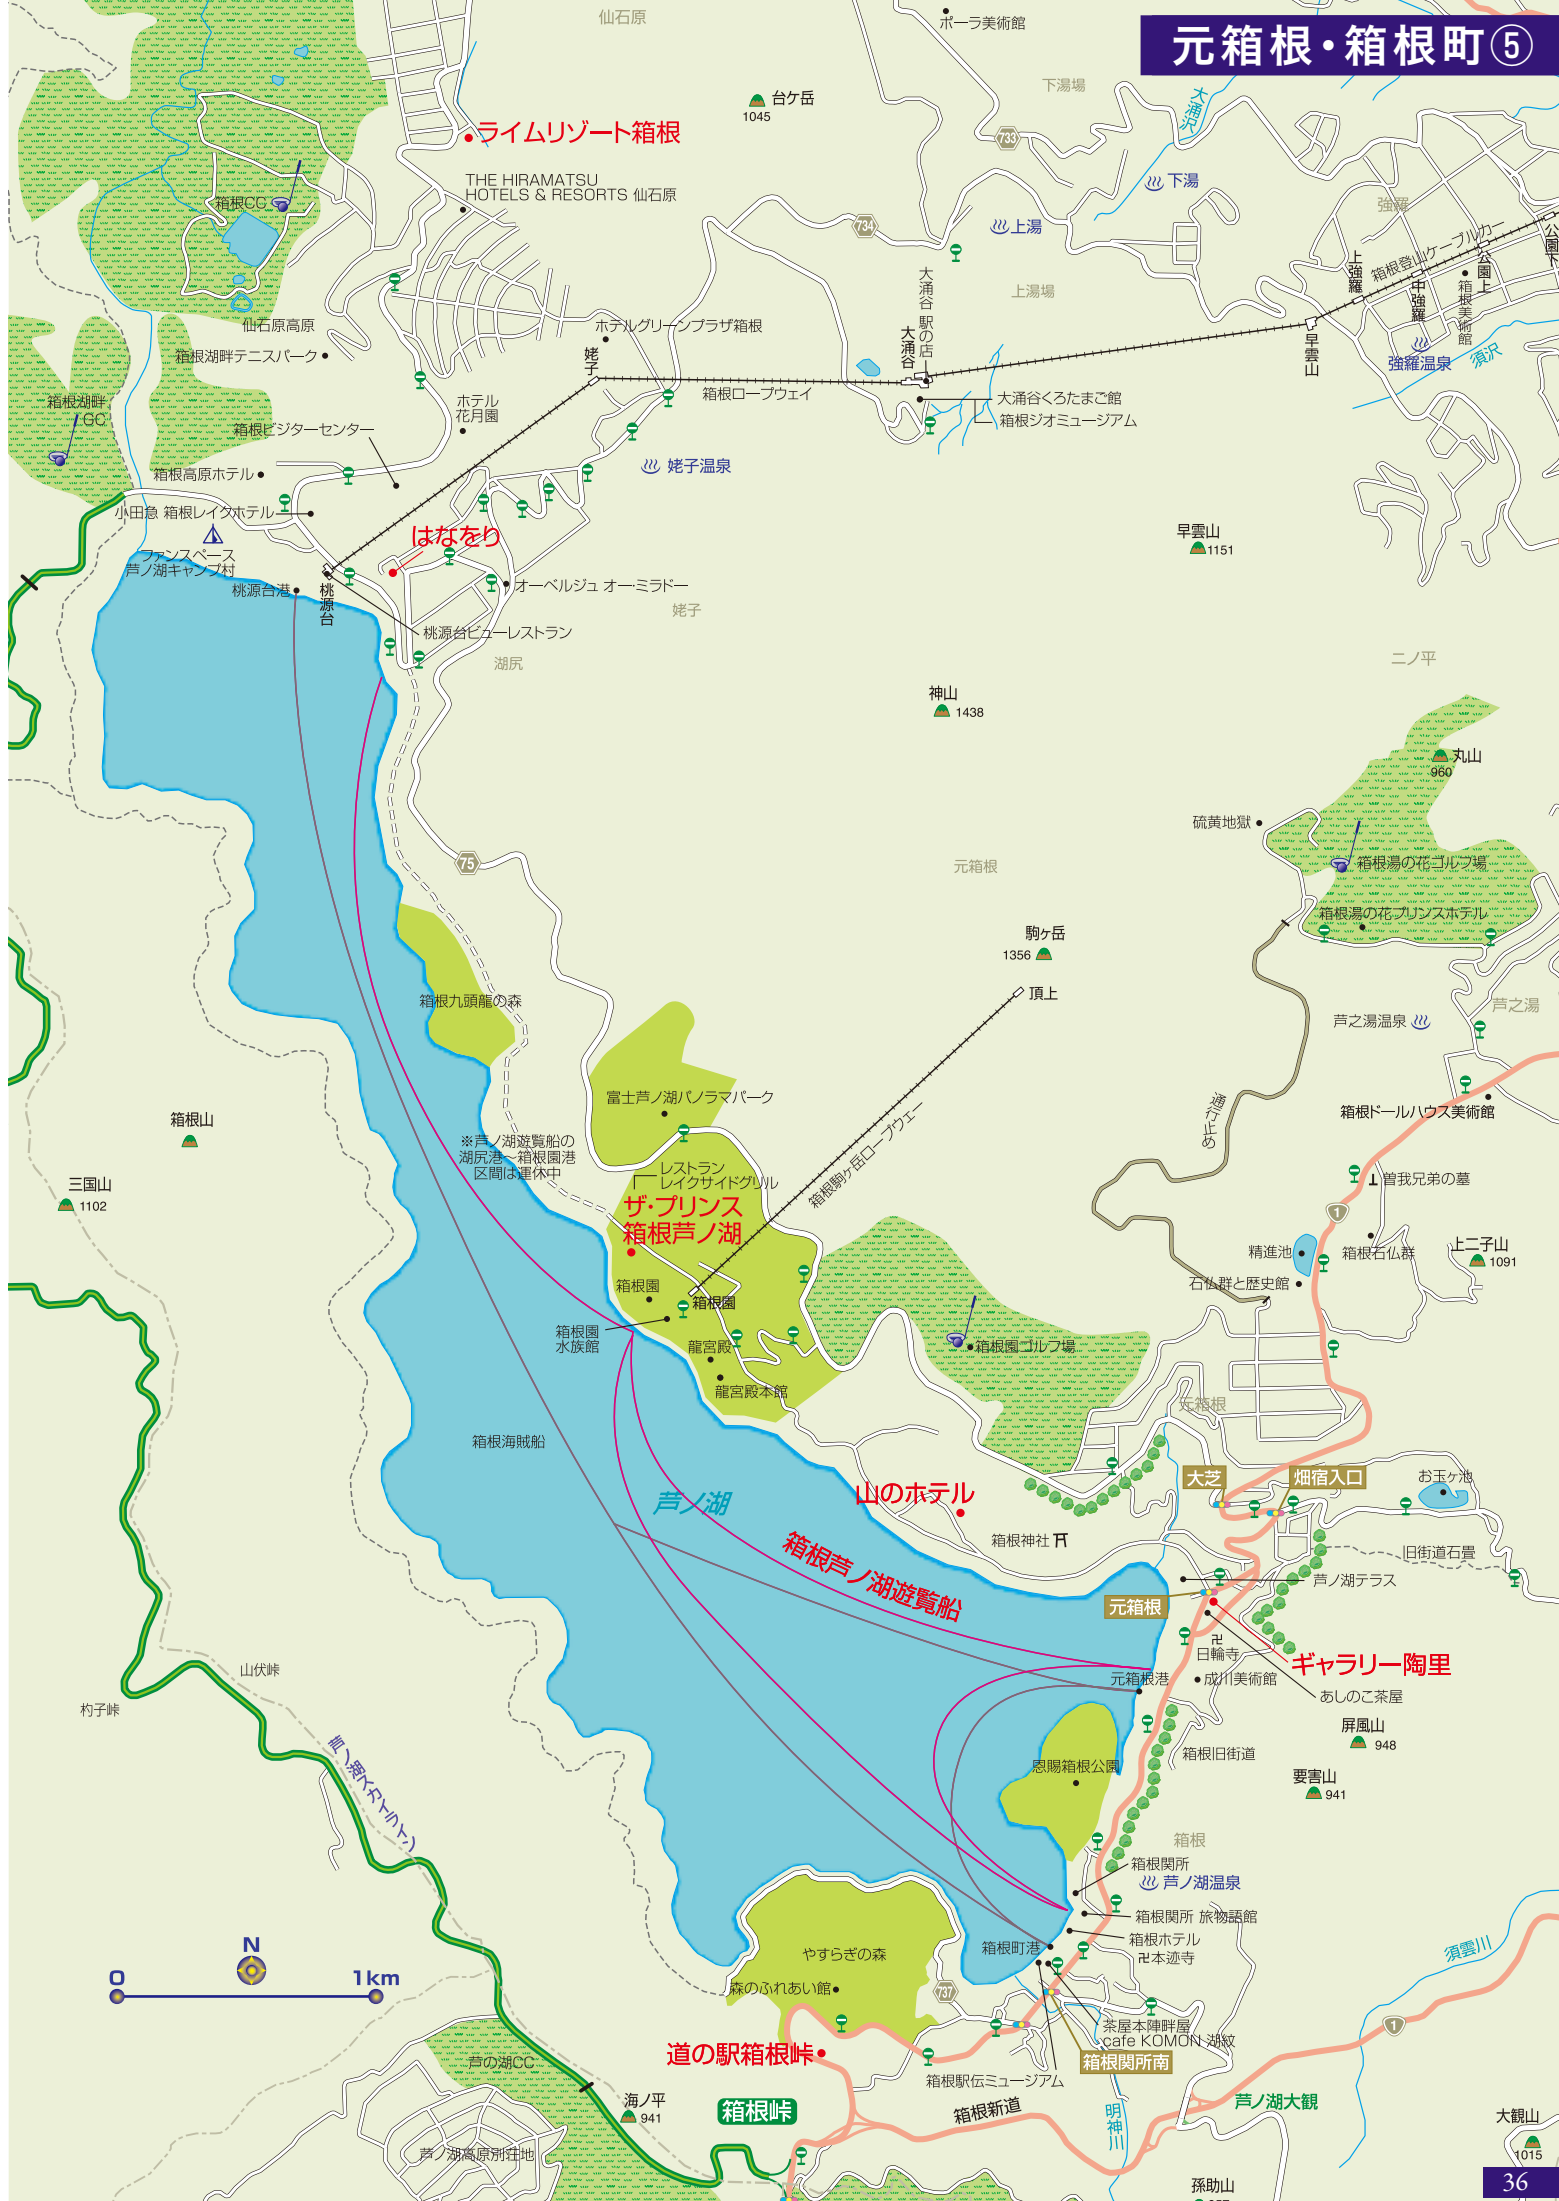 元箱根・箱根町⑤
仙石原
ポーラ美術館
下湯場
大涌沢
台ケ岳
1045
ライムリゾート箱根
733
THE HIRAMATSU
HOTELS & RESORTS 仙石原
下湯
箱根CC
強羅
734
上湯
箱根登山ケーブルカー
公園下
上強羅
公園上
中強羅
箱根美術館
大涌谷 駅の店
上湯場
仙石原高原
ホテルグリーンプラザ箱根
大涌谷
姥子
早雲山
箱根湖畔テニスパーク
強羅温泉
須沢
箱根ロープウェイ
大涌谷くろたまご館
箱根ジオミュージアム
箱根湖畔
GC
ホテル
花月園
箱根ビジターセンター
箱根高原ホテル
姥子温泉
小田急 箱根レイクホテル
はなをり
早雲山
1151
ファンスペース
芦ノ湖キャンプ村
桃源台港
桃源台
オーベルジュ オー・ミラドー
姥子
桃源台ビューレストラン
湖尻
二ノ平
神山
1438
丸山
960
硫黄地獄
75
元箱根
箱根湯の花ゴルフ場
箱根湯の花プリンスホテル
駒ケ岳
1356
頂上
箱根九頭龍の森
芦之湯
芦之湯温泉
富士芦ノ湖パノラマパーク
箱根駒ヶ岳ロープウェー
通行止め
箱根ドールハウス美術館
箱根山
※芦ノ湖遊覧船の
湖尻港〜箱根園港
区間は運休中
レストラン
レイクサイドグリル
ザ・プリンス
箱根芦ノ湖
三国山
1102
曽我兄弟の墓
1
精進池
箱根石仏群
上二子山
1091
石仏群と歴史館
箱根園
箱根園
箱根園
水族館
龍宮殿
箱根園ゴルフ場
龍宮殿本館
元箱根
箱根海賊船
芦ノ湖
山のホテル
大芝
畑宿入口
お玉ヶ池
箱根芦ノ湖遊覧船
箱根神社
旧街道石畳
芦ノ湖テラス
元箱根
日輪寺
ギャラリー陶里
元箱根港
成川美術館
あしのこ茶屋
山伏峠
杓子峠
屏風山
948
芦ノ湖スカイライン
箱根旧街道
恩賜箱根公園
要害山
941
箱根
箱根関所
芦ノ湖温泉
箱根関所 旅物語館
箱根ホテル
箱根町港
卍本迹寺
須雲川
やすらぎの森
N
0
1km
森のふれあい館
737
茶屋本陣畔屋
cafe KOMON 湖紋
1
箱根関所南
道の駅箱根峠
芦の湖CC
箱根駅伝ミュージアム
海ノ平
941
箱根峠
箱根新道
明神川
芦ノ湖大観
大観山
1015
芦ノ湖高原別荘地
孫助山
36